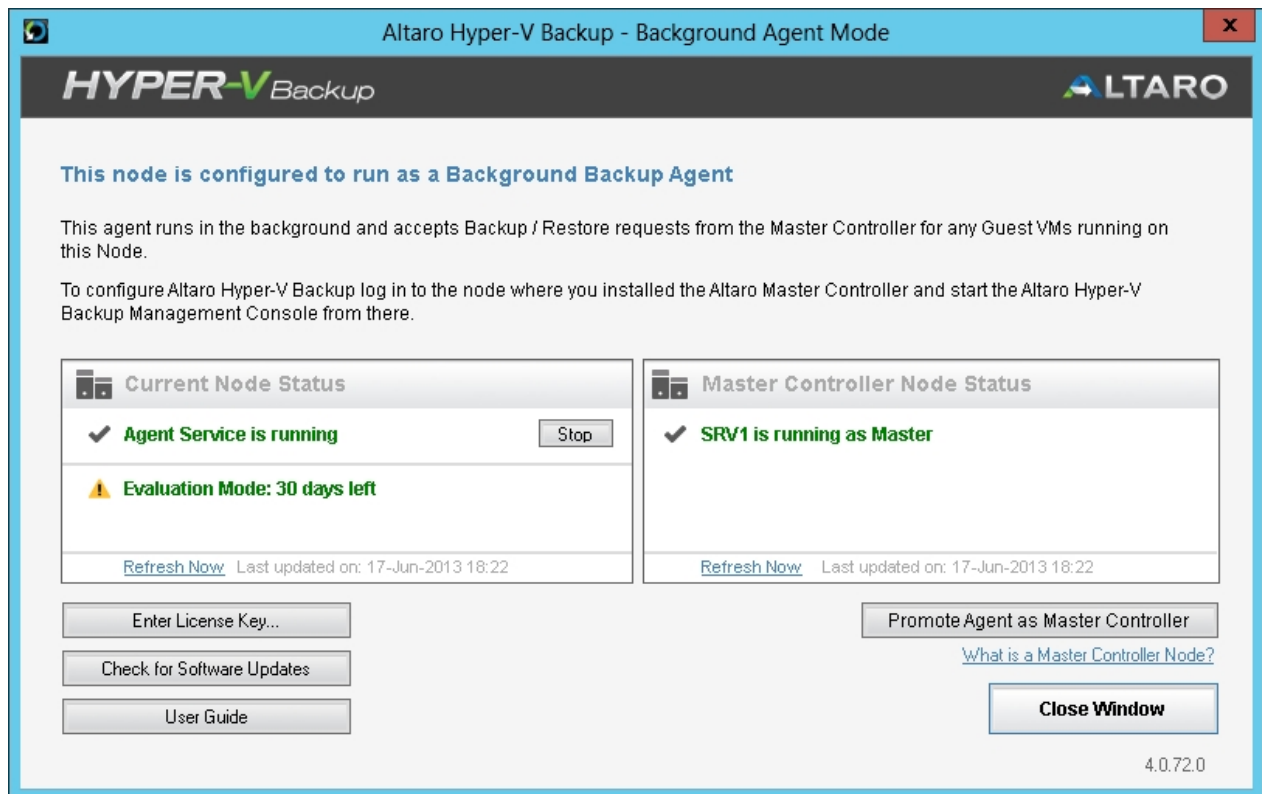 Altaro Hyper-V Backup - Background Agent Mode
x
HYPER-V Backup
ALTARO
This node is configured to run as a Background Backup Agent
This agent runs in the background and accepts Backup / Restore requests from the Master Controller for any Guest VMs running on
this Node.
To configure Altaro Hyper-V Backup log in to the node where you installed the Altaro Master Controller and start the Altaro Hyper-V
Backup Management Console from there.
Current Node Status
Agent Service is running
Stop
Evaluation Mode: 30 days left
Refresh Now Last updated on: 17-Jun-2013 18:22
Master Controller Node Status
SRV1 is running as Master
Refresh Now Last updated on: 17-Jun-2013 18:22
Enter License Key...
Check for Software Updates
User Guide
Promote Agent as Master Controller
What is a Master Controller Node?
Close Window
4.0.72.0